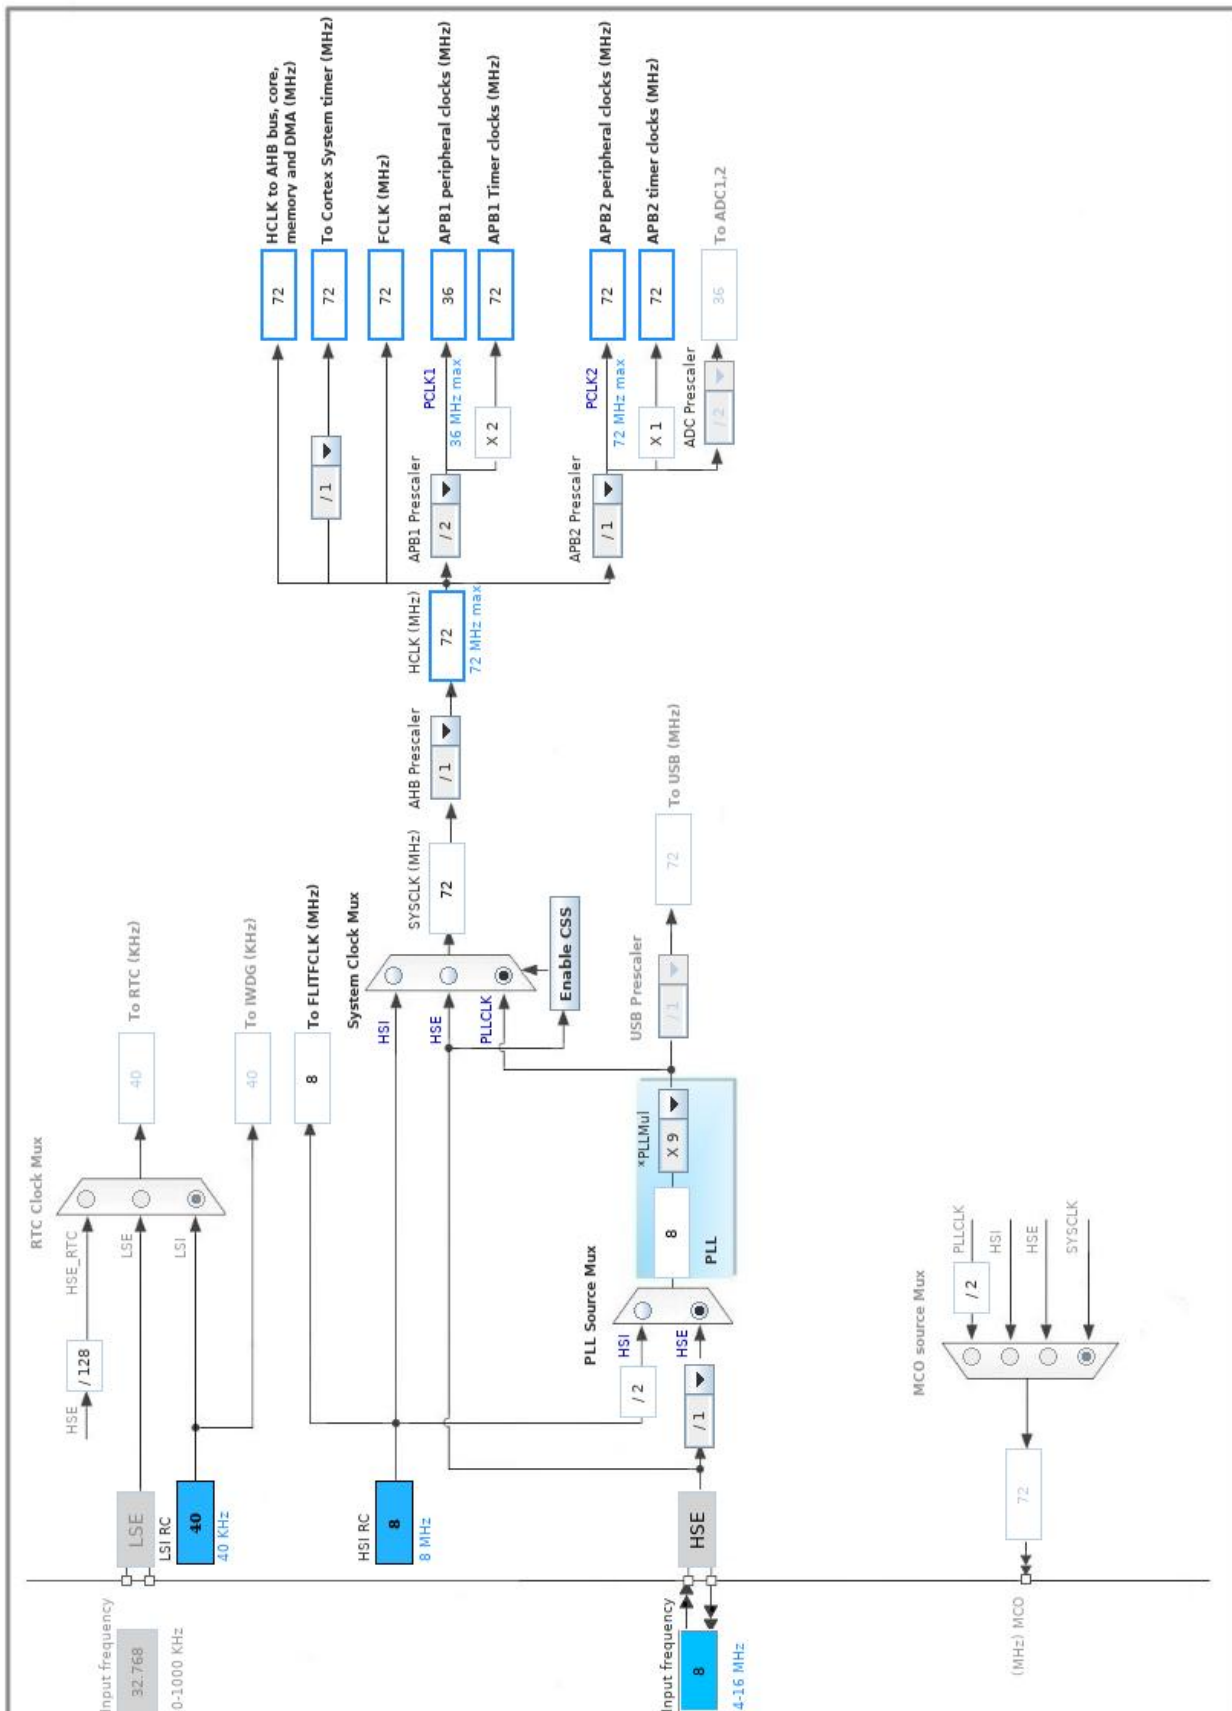 RTC Clock Mux
HSE
/ 128
HSE_RTC
Input frequency
32.768
0-1000 KHz
LSE
LSE
To RTC (KHz)
40
LSI RC
40
40 KHz
LSI
To IWDG (KHz)
40
To FLITFCLK (MHz)
8
HSI RC
8
8 MHz
System Clock Mux
HSI
HSE
PLLCLK
Enable CSS
SYSCLK (MHz)
72
AHB Prescaler
/ 1
HCLK (MHz)
72
72 MHz max
HCLK to AHB bus, core,
memory and DMA (MHz)
72
/ 1
To Cortex System timer (MHz)
72
FCLK (MHz)
72
APB1 Prescaler
/ 2
PCLK1
36 MHz max
36
APB1 peripheral clocks (MHz)
X 2
72
APB1 Timer clocks (MHz)
APB2 Prescaler
/ 1
PCLK2
72 MHz max
72
APB2 peripheral clocks (MHz)
X 1
72
APB2 timer clocks (MHz)
ADC Prescaler
/ 2
36
To ADC1,2
PLL Source Mux
HSI
/ 2
HSE
/ 1
Input frequency
8
4-16 MHz
HSE
8
*PLLMul
X 9
PLL
USB Prescaler
/ 1
72
To USB (MHz)
MCO source Mux
PLLCLK
/ 2
HSI
HSE
SYSCLK
72
(MHz) MCO